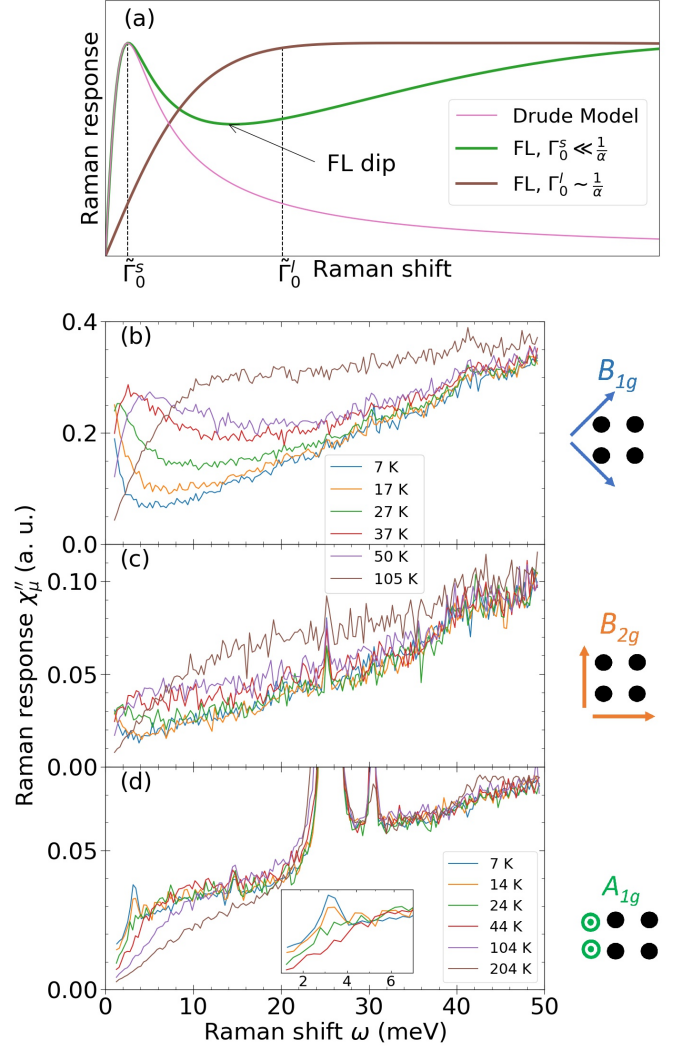 (a)
Raman response
Drude Model
FL, Γ₀ˢ ≪ 1/α
FL, Γ₀ˡ ∼ 1/α
FL dip
Γ̃₀ˢ
Γ̃₀ˡ
Raman shift
(b)
0.4
0.2
0.0
7 K
17 K
27 K
37 K
50 K
105 K
B₁g
(c)
0.10
0.05
0.00
B₂g
Raman response χ″μ (a. u.)
(d)
0.05
0.00
7 K
14 K
24 K
44 K
104 K
204 K
2 4 6
A₁g
0 10 20 30 40 50
Raman shift ω (meV)